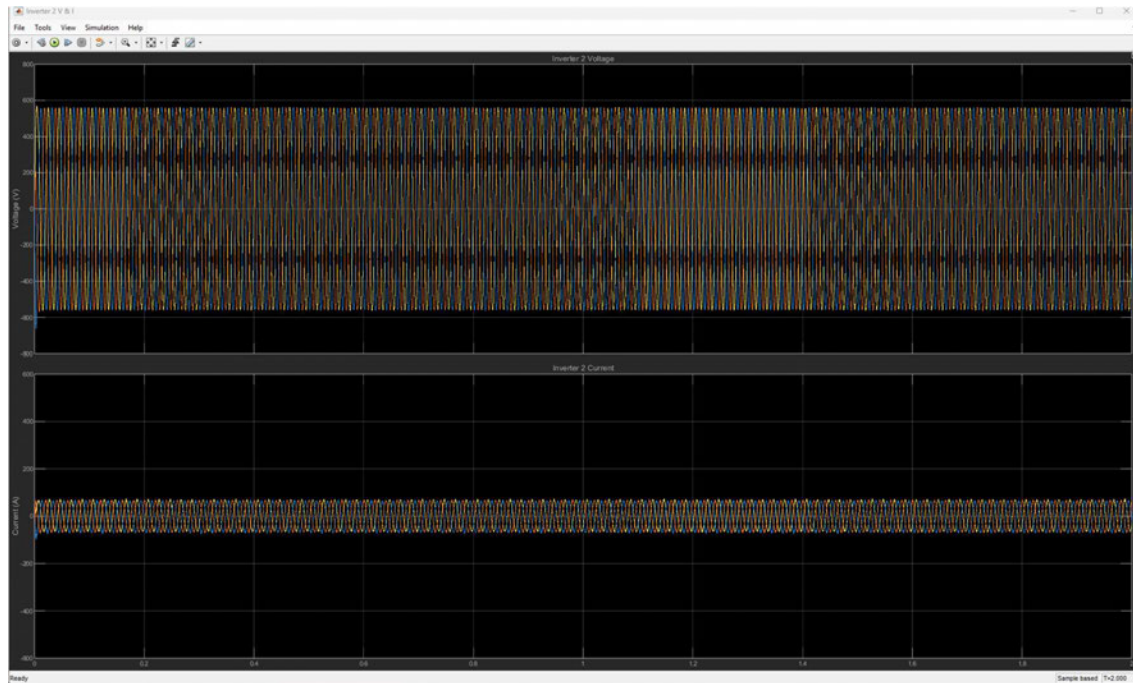 Inverter 2 V & I
File Tools View Simulation Help
Inverter 2 Voltage
800
600
400
200
0
-200
-400
-600
-800
Voltage (V)
Inverter 2 Current
600
400
200
0
-200
-400
-600
Current (A)
0 0.2 0.4 0.6 0.8 1 1.2 1.4 1.6 1.8 2
Ready
Sample based T=2.000